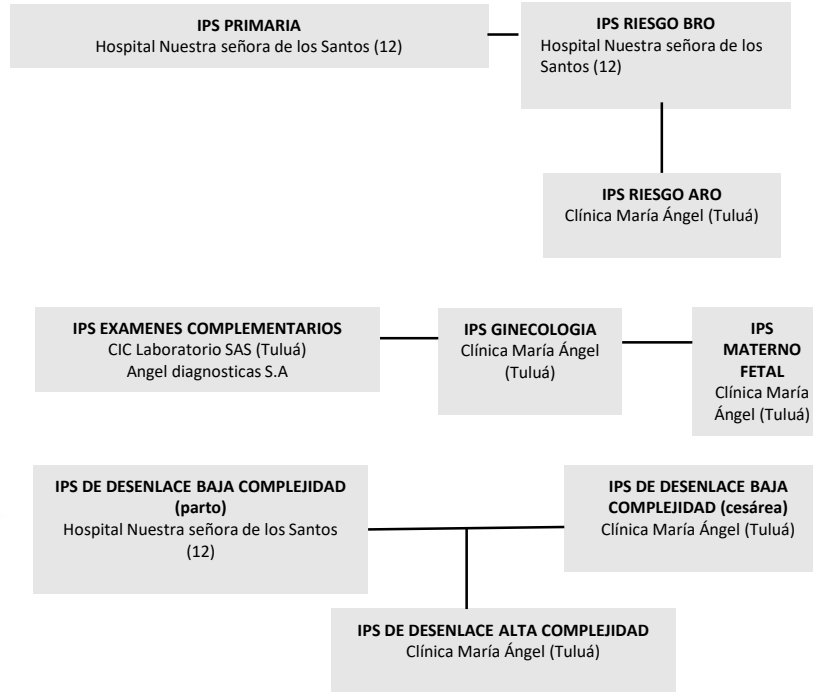 IPS PRIMARIA
Hospital Nuestra señora de los Santos (12)
IPS RIESGO BRO
Hospital Nuestra señora de los
Santos (12)
IPS RIESGO ARO
Clínica María Ángel (Tuluá)
IPS EXAMENES COMPLEMENTARIOS
CIC Laboratorio SAS (Tuluá)
Angel diagnosticas S.A
IPS GINECOLOGIA
Clínica María Ángel
(Tuluá)
IPS
MATERNO
FETAL
Clínica María
Ángel (Tuluá)
IPS DE DESENLACE BAJA COMPLEJIDAD
(parto)
Hospital Nuestra señora de los Santos
(12)
IPS DE DESENLACE BAJA
COMPLEJIDAD (cesárea)
Clínica María Ángel (Tuluá)
IPS DE DESENLACE ALTA COMPLEJIDAD
Clínica María Ángel (Tuluá)